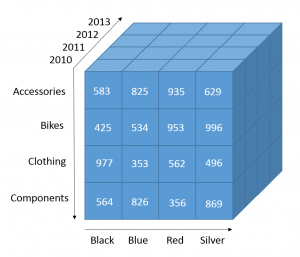 2013
2012
2011
2010
Accessories 583 825 935 629
Bikes 425 534 953 996
Clothing 977 353 562 496
Components 564 826 356 869
Black Blue Red Silver